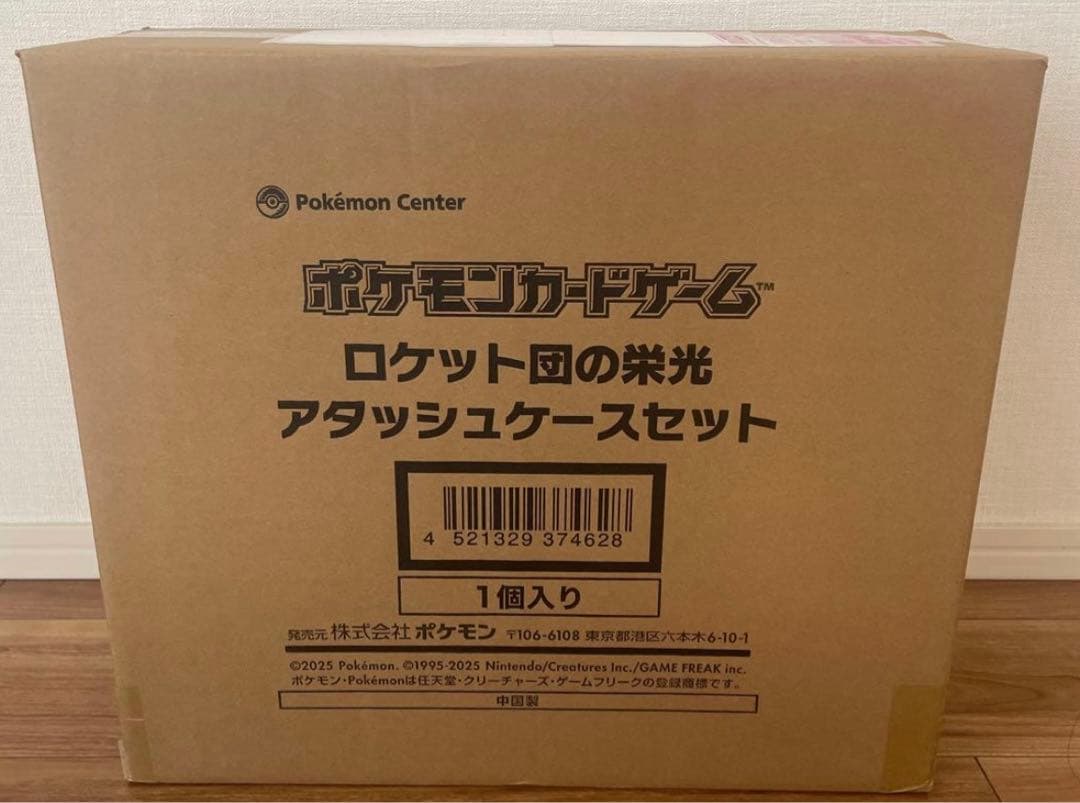 Pokémon Center
ポケモンカードゲーム™
ロケット団の栄光
アタッシュケースセット
4 521329 374628
1個入り
発売元 株式会社 ポケモン 〒106-6108 東京都港区六本木6-10-1
©2025 Pokémon. ©1995-2025 Nintendo/Creatures Inc./GAME FREAK inc.
ポケモン・Pokémonは任天堂・クリーチャーズ・ゲームフリークの登録商標です。
中国製